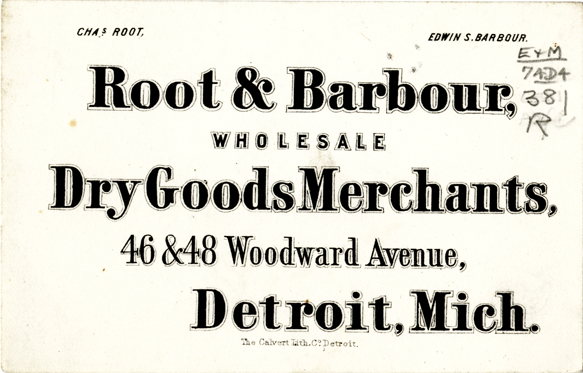 CHAS ROOT,
EDWIN S. BARBOUR.
E&M
74D4
381
R
Root & Barbour,
WHOLESALE
Dry Goods Merchants,
46 & 48 Woodward Avenue,
Detroit, Mich.
The Calvert Lith. Co Detroit.